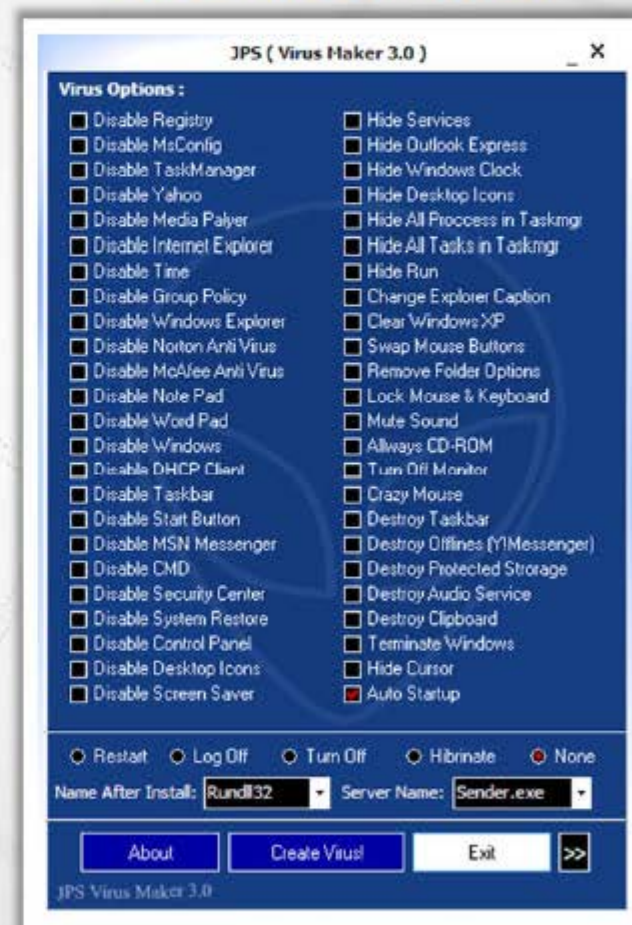 JPS ( Virus Maker 3.0 )
_ X
Virus Options :
Disable Registry
Disable MsConfig
Disable TaskManager
Disable Yahoo
Disable Media Palyer
Disable Internet Explorer
Disable Time
Disable Group Policy
Disable Windows Explorer
Disable Norton Anti Virus
Disable McAfee Anti Virus
Disable Note Pad
Disable Word Pad
Disable Windows
Disable DHCP Client
Disable Taskbar
Disable Start Button
Disable MSN Messenger
Disable CMD
Disable Security Center
Disable System Restore
Disable Control Panel
Disable Desktop Icons
Disable Screen Saver
Hide Services
Hide Outlook Express
Hide Windows Clock
Hide Desktop Icons
Hide All Proccess in Taskmgr
Hide All Tasks in Taskmgr
Hide Run
Change Explorer Caption
Clear Windows XP
Swap Mouse Buttons
Remove Folder Options
Lock Mouse & Keyboard
Mute Sound
Allways CD-ROM
Turn Off Monitor
Crazy Mouse
Destroy Taskbar
Destroy Offlines (Y!Messenger)
Destroy Protected Strorage
Destroy Audio Service
Destroy Clipboard
Terminate Windows
Hide Cursor
Auto Startup
Restart Log Off Turn Off Hibrinate None
Name After Install: Rundll32 Server Name: Sender.exe
About Create Virus! Exit >>
JPS Virus Maker 3.0